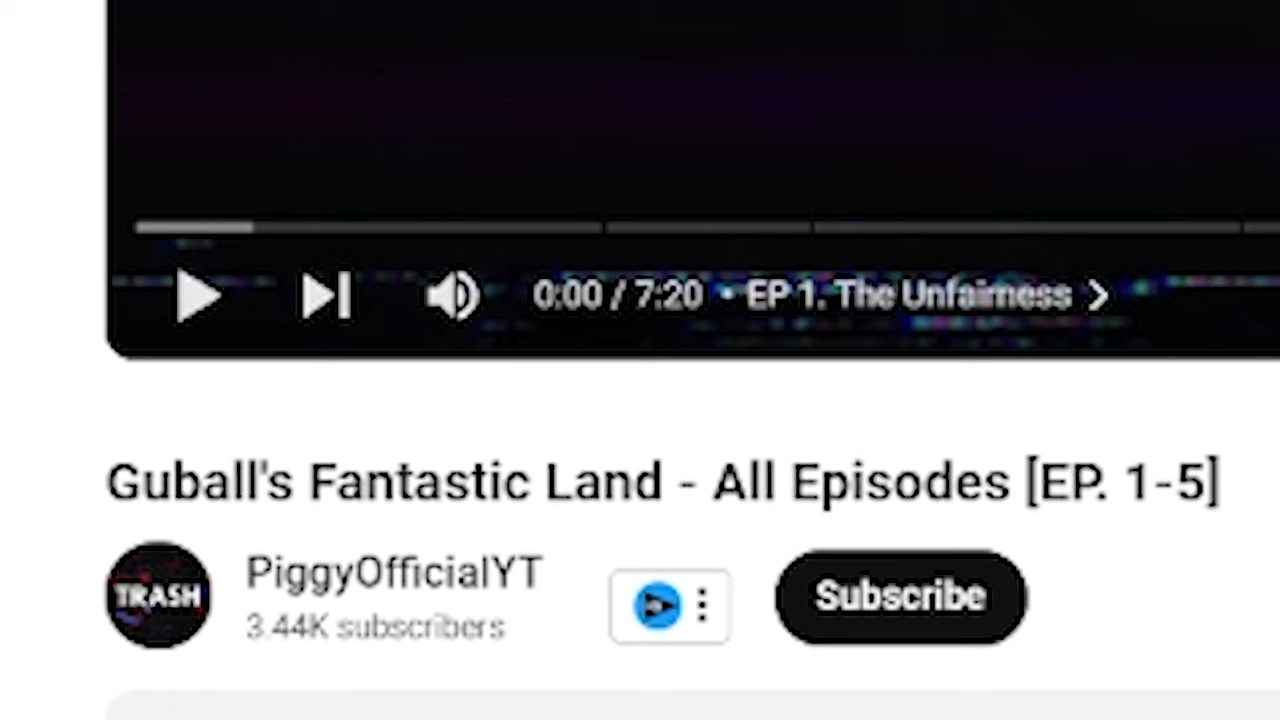 0:00 / 7:20 • EP 1. The Unfairness
Guball's Fantastic Land - All Episodes [EP. 1-5]
TRASH
PiggyOfficialYT
3.44K subscribers
Subscribe